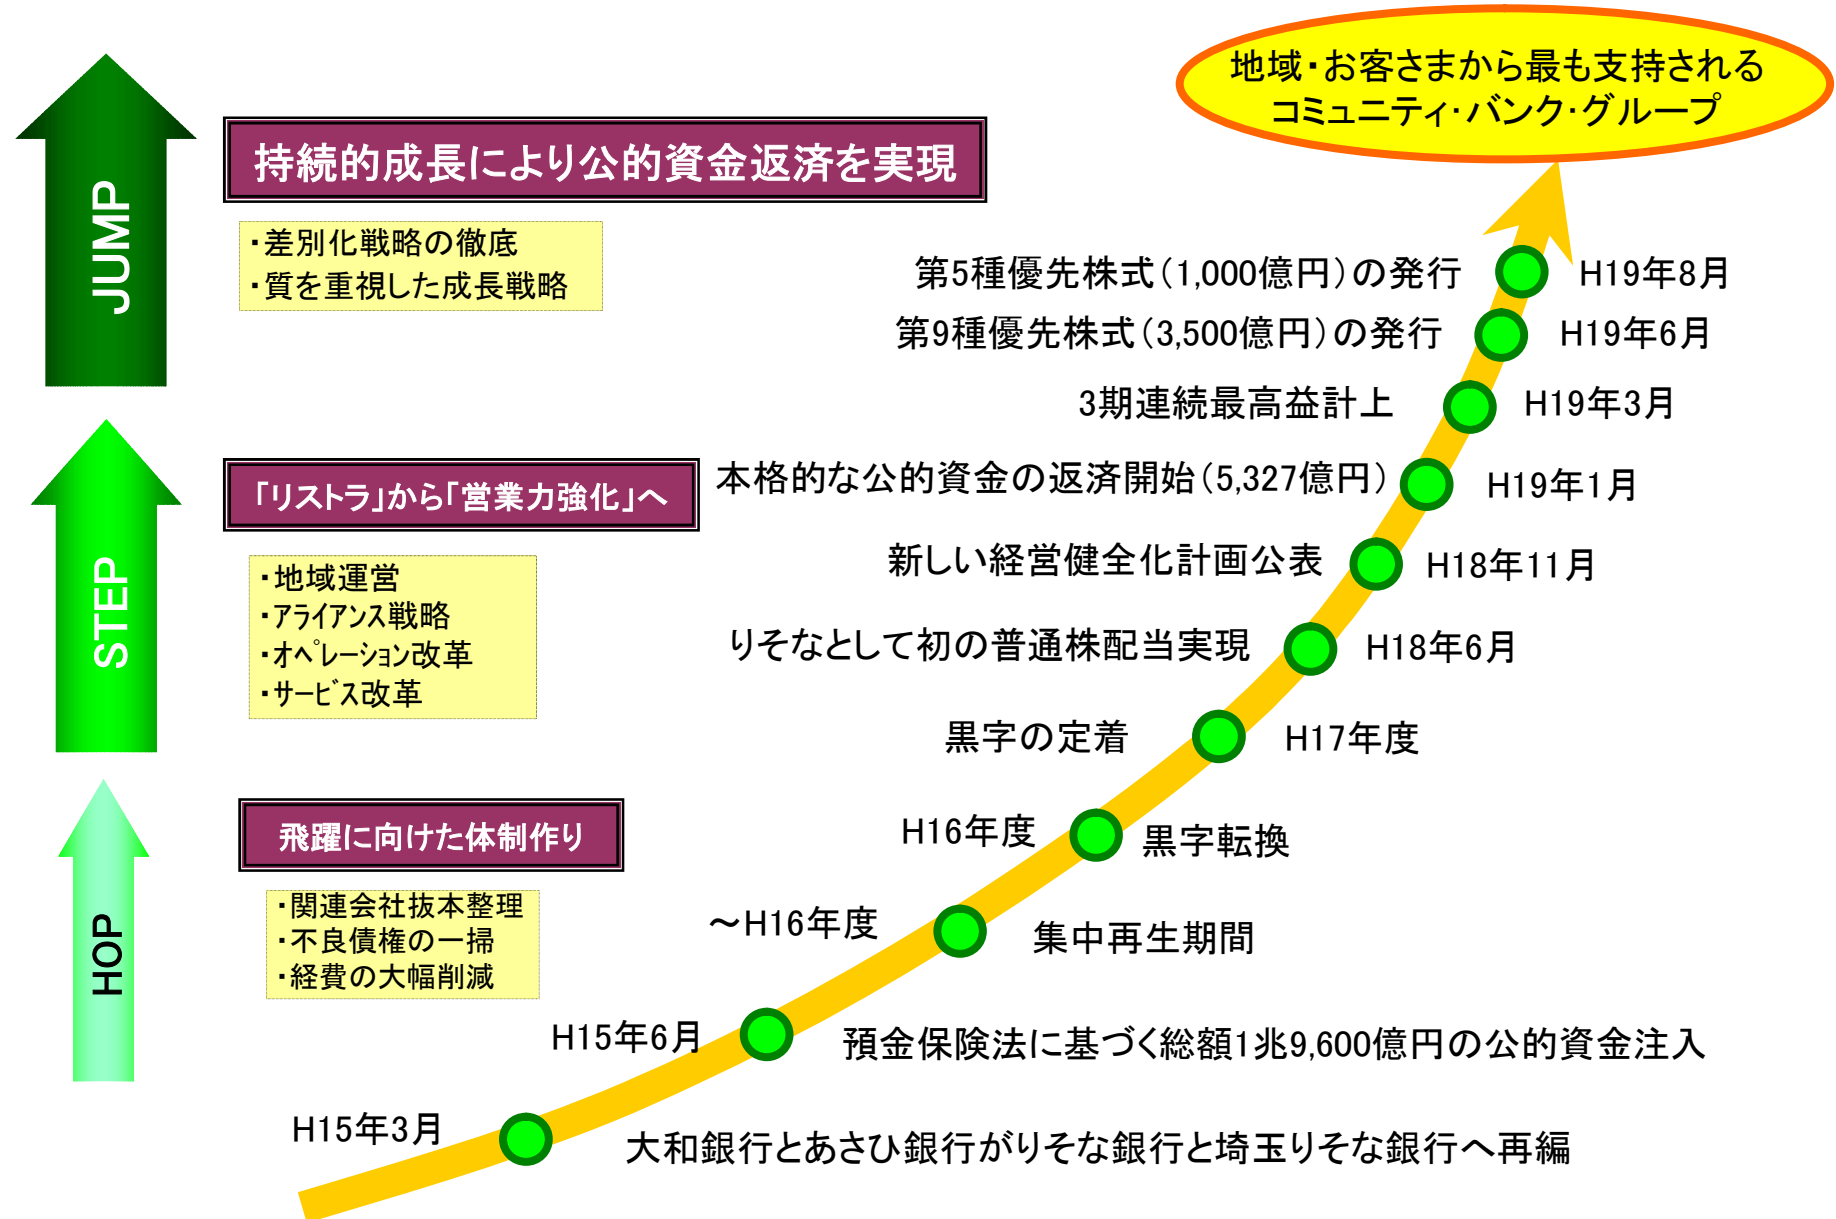 地域・お客さまから最も支持される
コミュニティ・バンク・グループ
JUMP
持続的成長により公的資金返済を実現
・差別化戦略の徹底
・質を重視した成長戦略
第5種優先株式（1,000億円）の発行
H19年8月
第9種優先株式（3,500億円）の発行
H19年6月
3期連続最高益計上
H19年3月
STEP
「リストラ」から「営業力強化」へ
・地域運営
・アライアンス戦略
・オペレーション改革
・サービス改革
本格的な公的資金の返済開始（5,327億円）
H19年1月
新しい経営健全化計画公表
H18年11月
りそなとして初の普通株配当実現
H18年6月
黒字の定着
H17年度
HOP
飛躍に向けた体制作り
・関連会社抜本整理
・不良債権の一掃
・経費の大幅削減
H16年度
黒字転換
～H16年度
集中再生期間
H15年6月
預金保険法に基づく総額1兆9,600億円の公的資金注入
H15年3月
大和銀行とあさひ銀行がりそな銀行と埼玉りそな銀行へ再編